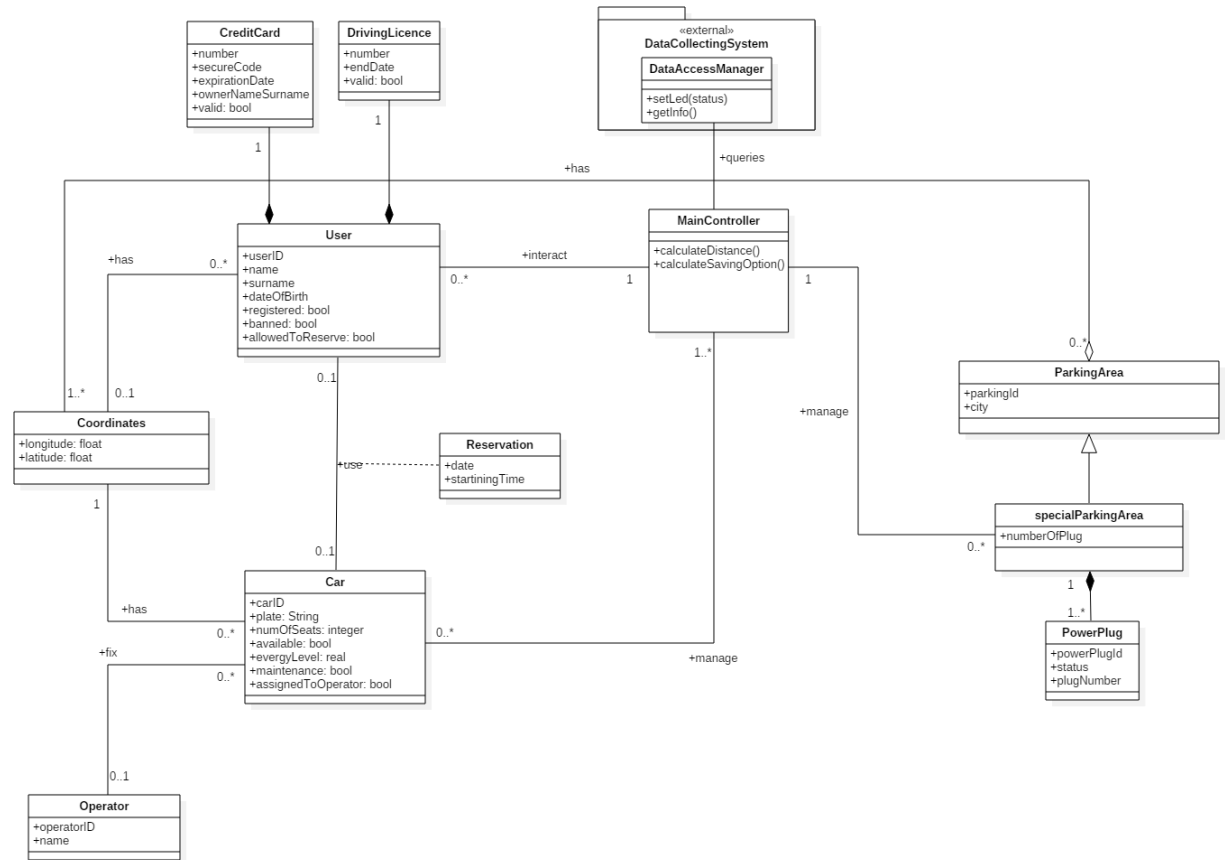 CreditCard
+number
+secureCode
+expirationDate
+ownerNameSurname
+valid: bool
DrivingLicence
+number
+endDate
+valid: bool
«external»
DataCollectingSystem
DataAccessManager
+setLed(status)
+getInfo()
1
1
+queries
+has
User
+userID
+name
+surname
+dateOfBirth
+registered: bool
+banned: bool
+allowedToReserve: bool
+has
0..*
0..*
+interact
1
MainController
+calculateDistance()
+calculateSavingOption()
1
1..*
0..*
ParkingArea
+parkingId
+city
0..1
1..*
0..1
+manage
Coordinates
+longitude: float
+latitude: float
1
Reservation
+date
+startiningTime
+use
specialParkingArea
+numberOfPlug
0..*
0..1
1
1..*
PowerPlug
+powerPlugId
+status
+plugNumber
Car
+carID
+plate: String
+numOfSeats: integer
+available: bool
+evergyLevel: real
+maintenance: bool
+assignedToOperator: bool
+has
0..*
0..*
+manage
+fix
0..*
0..1
Operator
+operatorID
+name